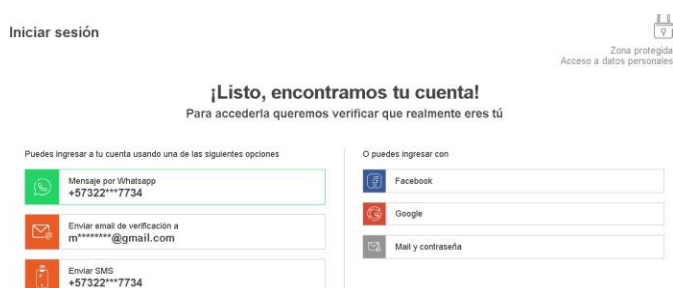 Iniciar sesión
Zona protegida
Acceso a datos personales
¡Listo, encontramos tu cuenta!
Para accederla queremos verificar que realmente eres tú
Puedes ingresar a tu cuenta usando una de las siguientes opciones
Mensaje por Whatsapp
+57322***7734
Enviar email de verificación a
m********@gmail.com
Enviar SMS
+57322***7734
O puedes ingresar con
Facebook
Google
Mail y contraseña